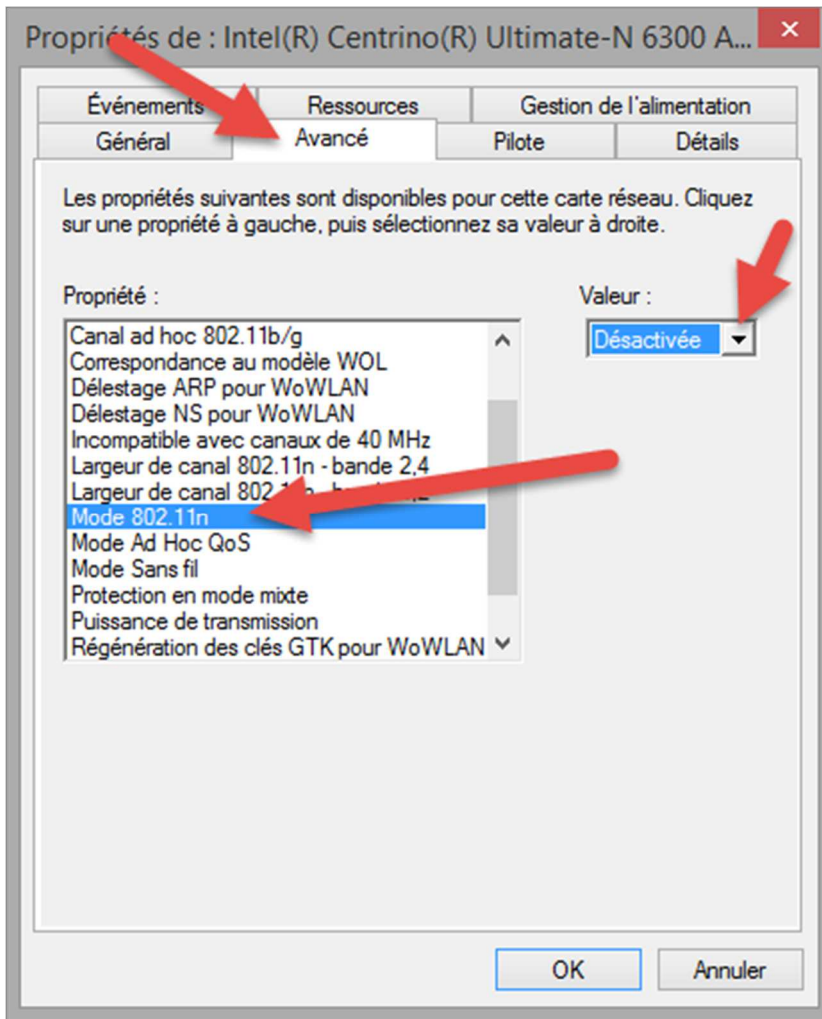 Propriétés de : Intel(R) Centrino(R) Ultimate-N 6300 A...
Événements Ressources Gestion de l'alimentation
Général Avancé Pilote Détails
Les propriétés suivantes sont disponibles pour cette carte réseau. Cliquez
sur une propriété à gauche, puis sélectionnez sa valeur à droite.
Propriété :
Valeur :
Canal ad hoc 802.11b/g
Désactivée
Correspondance au modèle WOL
Délestage ARP pour WoWLAN
Délestage NS pour WoWLAN
Incompatible avec canaux de 40 MHz
Largeur de canal 802.11n - bande 2,4
Largeur de canal
Mode 802.11n
Mode Ad Hoc QoS
Mode Sans fil
Protection en mode mixte
Puissance de transmission
Régénération des clés GTK pour WoWLAN
OK Annuler